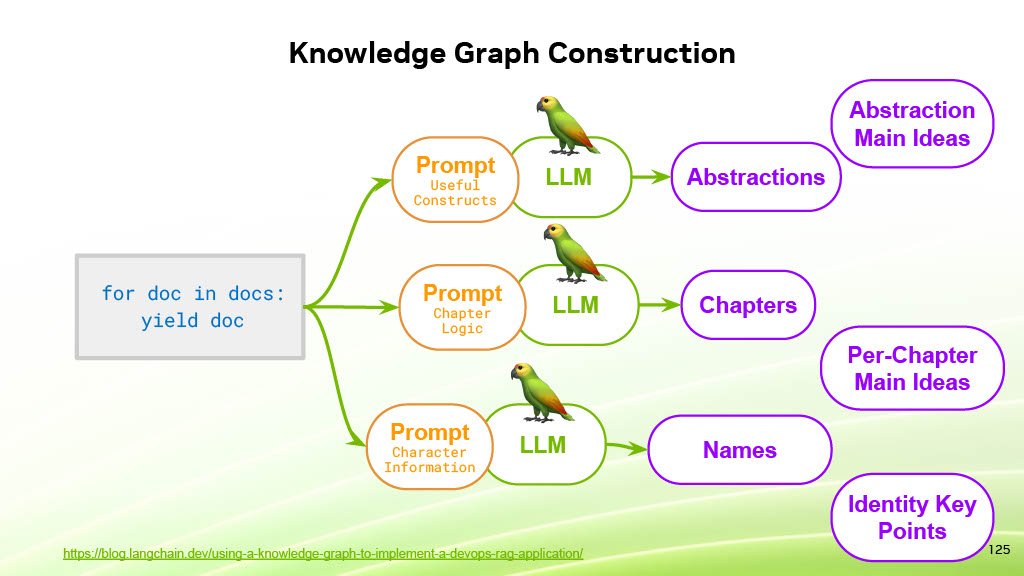 Knowledge Graph Construction
Abstraction
Main Ideas
Prompt
Useful
Constructs
LLM
Abstractions
for doc in docs:
yield doc
Prompt
Chapter
Logic
LLM
Chapters
Per-Chapter
Main Ideas
Prompt
Character
Information
LLM
Names
Identity Key
Points
https://blog.langchain.dev/using-a-knowledge-graph-to-implement-a-devops-rag-application/
125